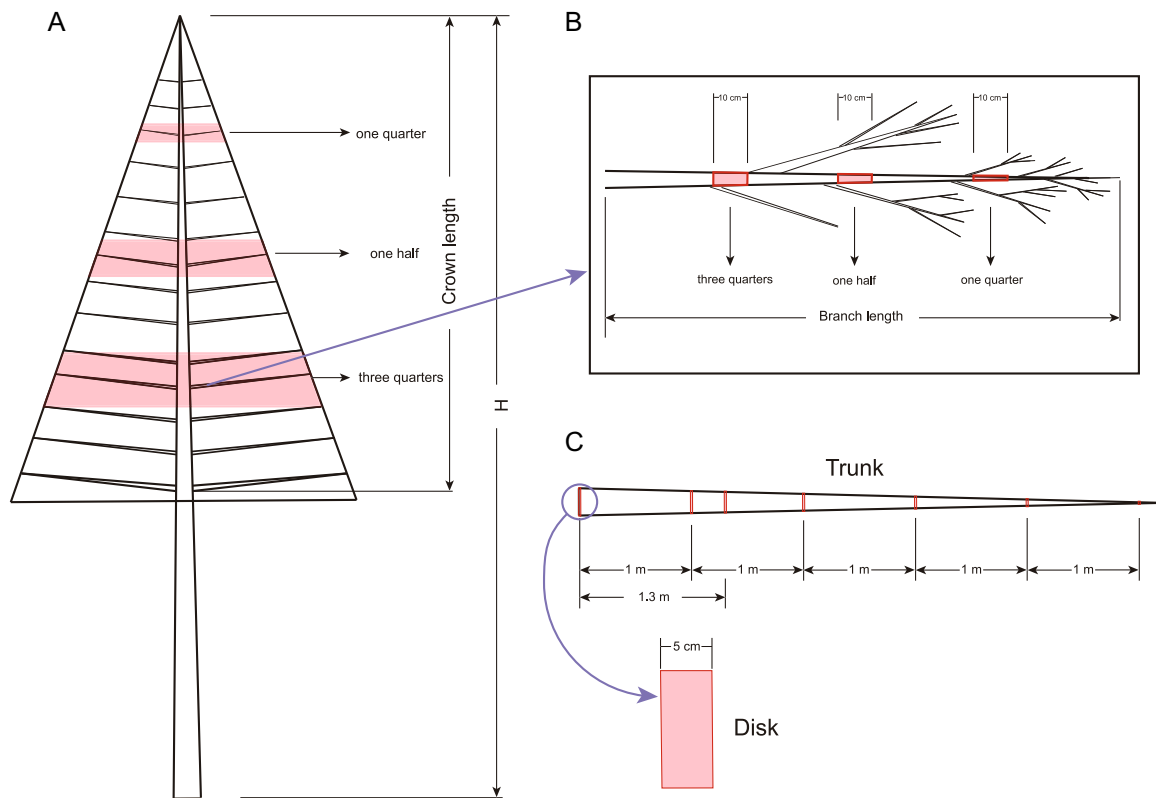 A
one quarter
one half
three quarters
Crown length
H
B
10 cm
10 cm
10 cm
three quarters
one half
one quarter
Branch length
C
Trunk
1 m
1 m
1 m
1 m
1 m
1.3 m
5 cm
Disk